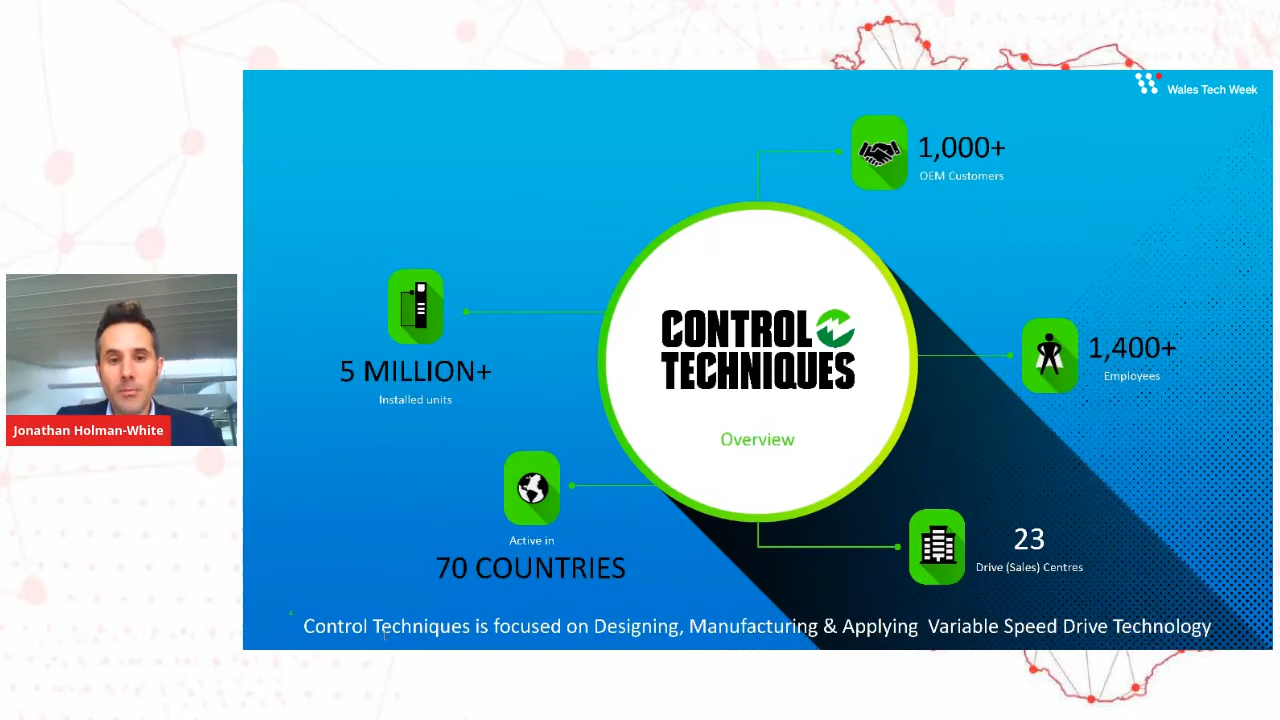 Wales Tech Week
1,000+
OEM Customers
CONTROL
TECHNIQUES
Overview
5 MILLION+
Installed units
1,400+
Employees
Jonathan Holman-White
Active in
70 COUNTRIES
23
Drive (Sales) Centres
4
Control Techniques is focused on Designing, Manufacturing & Applying Variable Speed Drive Technology